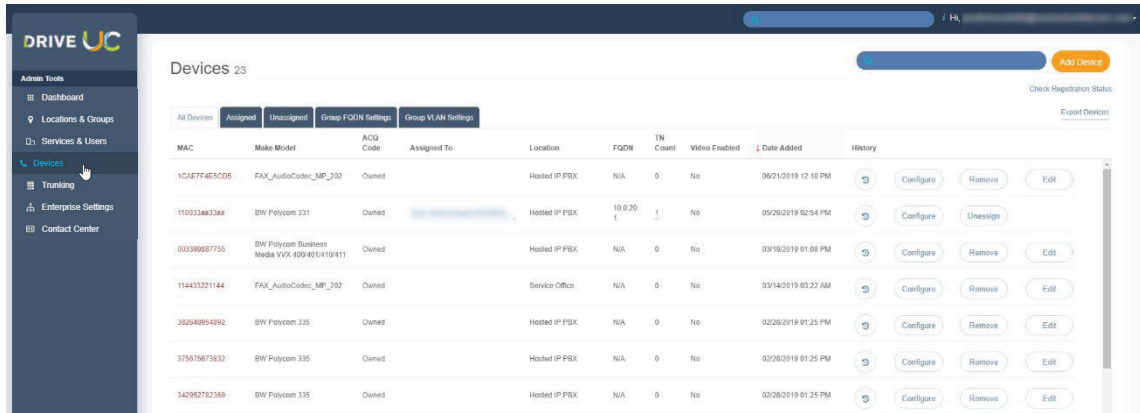 i Hi,
DRIVE UC
Devices 23
Add Device
Admin Tools
Check Registration Status
Dashboard
Export Devices
Locations & Groups
All Devices Assigned Unassigned Group FQDN Settings Group VLAN Settings
Services & Users
MAC Make Model ACQ Code Assigned To Location FQDN TN Count Video Enabled Date Added History
Devices
1CAE7F4E5CD5 FAX_AudioCodec_MP_202 Owned Hosted IP PBX N/A 0 No 06/21/2019 12:10 PM Configure Remove Edit
Trunking
Enterprise Settings
110033aa33aa BW Polycom 331 Owned Hosted IP PBX 10.0.20.1 1 No 05/29/2019 02:54 PM Configure Unassign
Contact Center
003399887755 BW Polycom Business Media VVX 400/401/410/411 Owned Hosted IP PBX N/A 0 No 03/19/2019 01:08 PM Configure Remove Edit
114433221144 FAX_AudioCodec_MP_202 Owned Service Office N/A 0 No 03/14/2019 03:22 AM Configure Remove Edit
382648954892 BW Polycom 335 Owned Hosted IP PBX N/A 0 No 02/28/2019 01:25 PM Configure Remove Edit
375675673832 BW Polycom 335 Owned Hosted IP PBX N/A 0 No 02/28/2019 01:25 PM Configure Remove Edit
342952782369 BW Polycom 335 Owned Hosted IP PBX N/A 0 No 02/28/2019 01:25 PM Configure Remove Edit